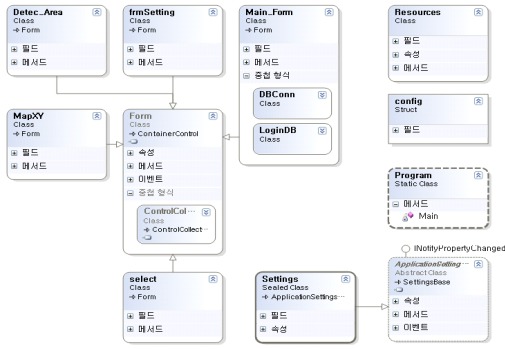 Detec_Area
Class
Form
필드
메서드
frmSetting
Class
Form
필드
메서드
Main_Form
Class
Form
필드
메서드
중첩 형식
DBConn
Class
LoginDB
Class
Resources
Class
필드
속성
메서드
config
Struct
필드
MapXY
Class
Form
필드
메서드
Form
Class
ContainerControl
속성
메서드
이벤트
중첩 형식
ControlCol...
Class
ControlCollect...
Program
Static Class
메서드
Main
select
Class
Form
필드
메서드
Settings
Sealed Class
ApplicationSettings...
필드
속성
INotifyPropertyChanged
ApplicationSetting...
Abstract Class
SettingsBase
속성
메서드
이벤트